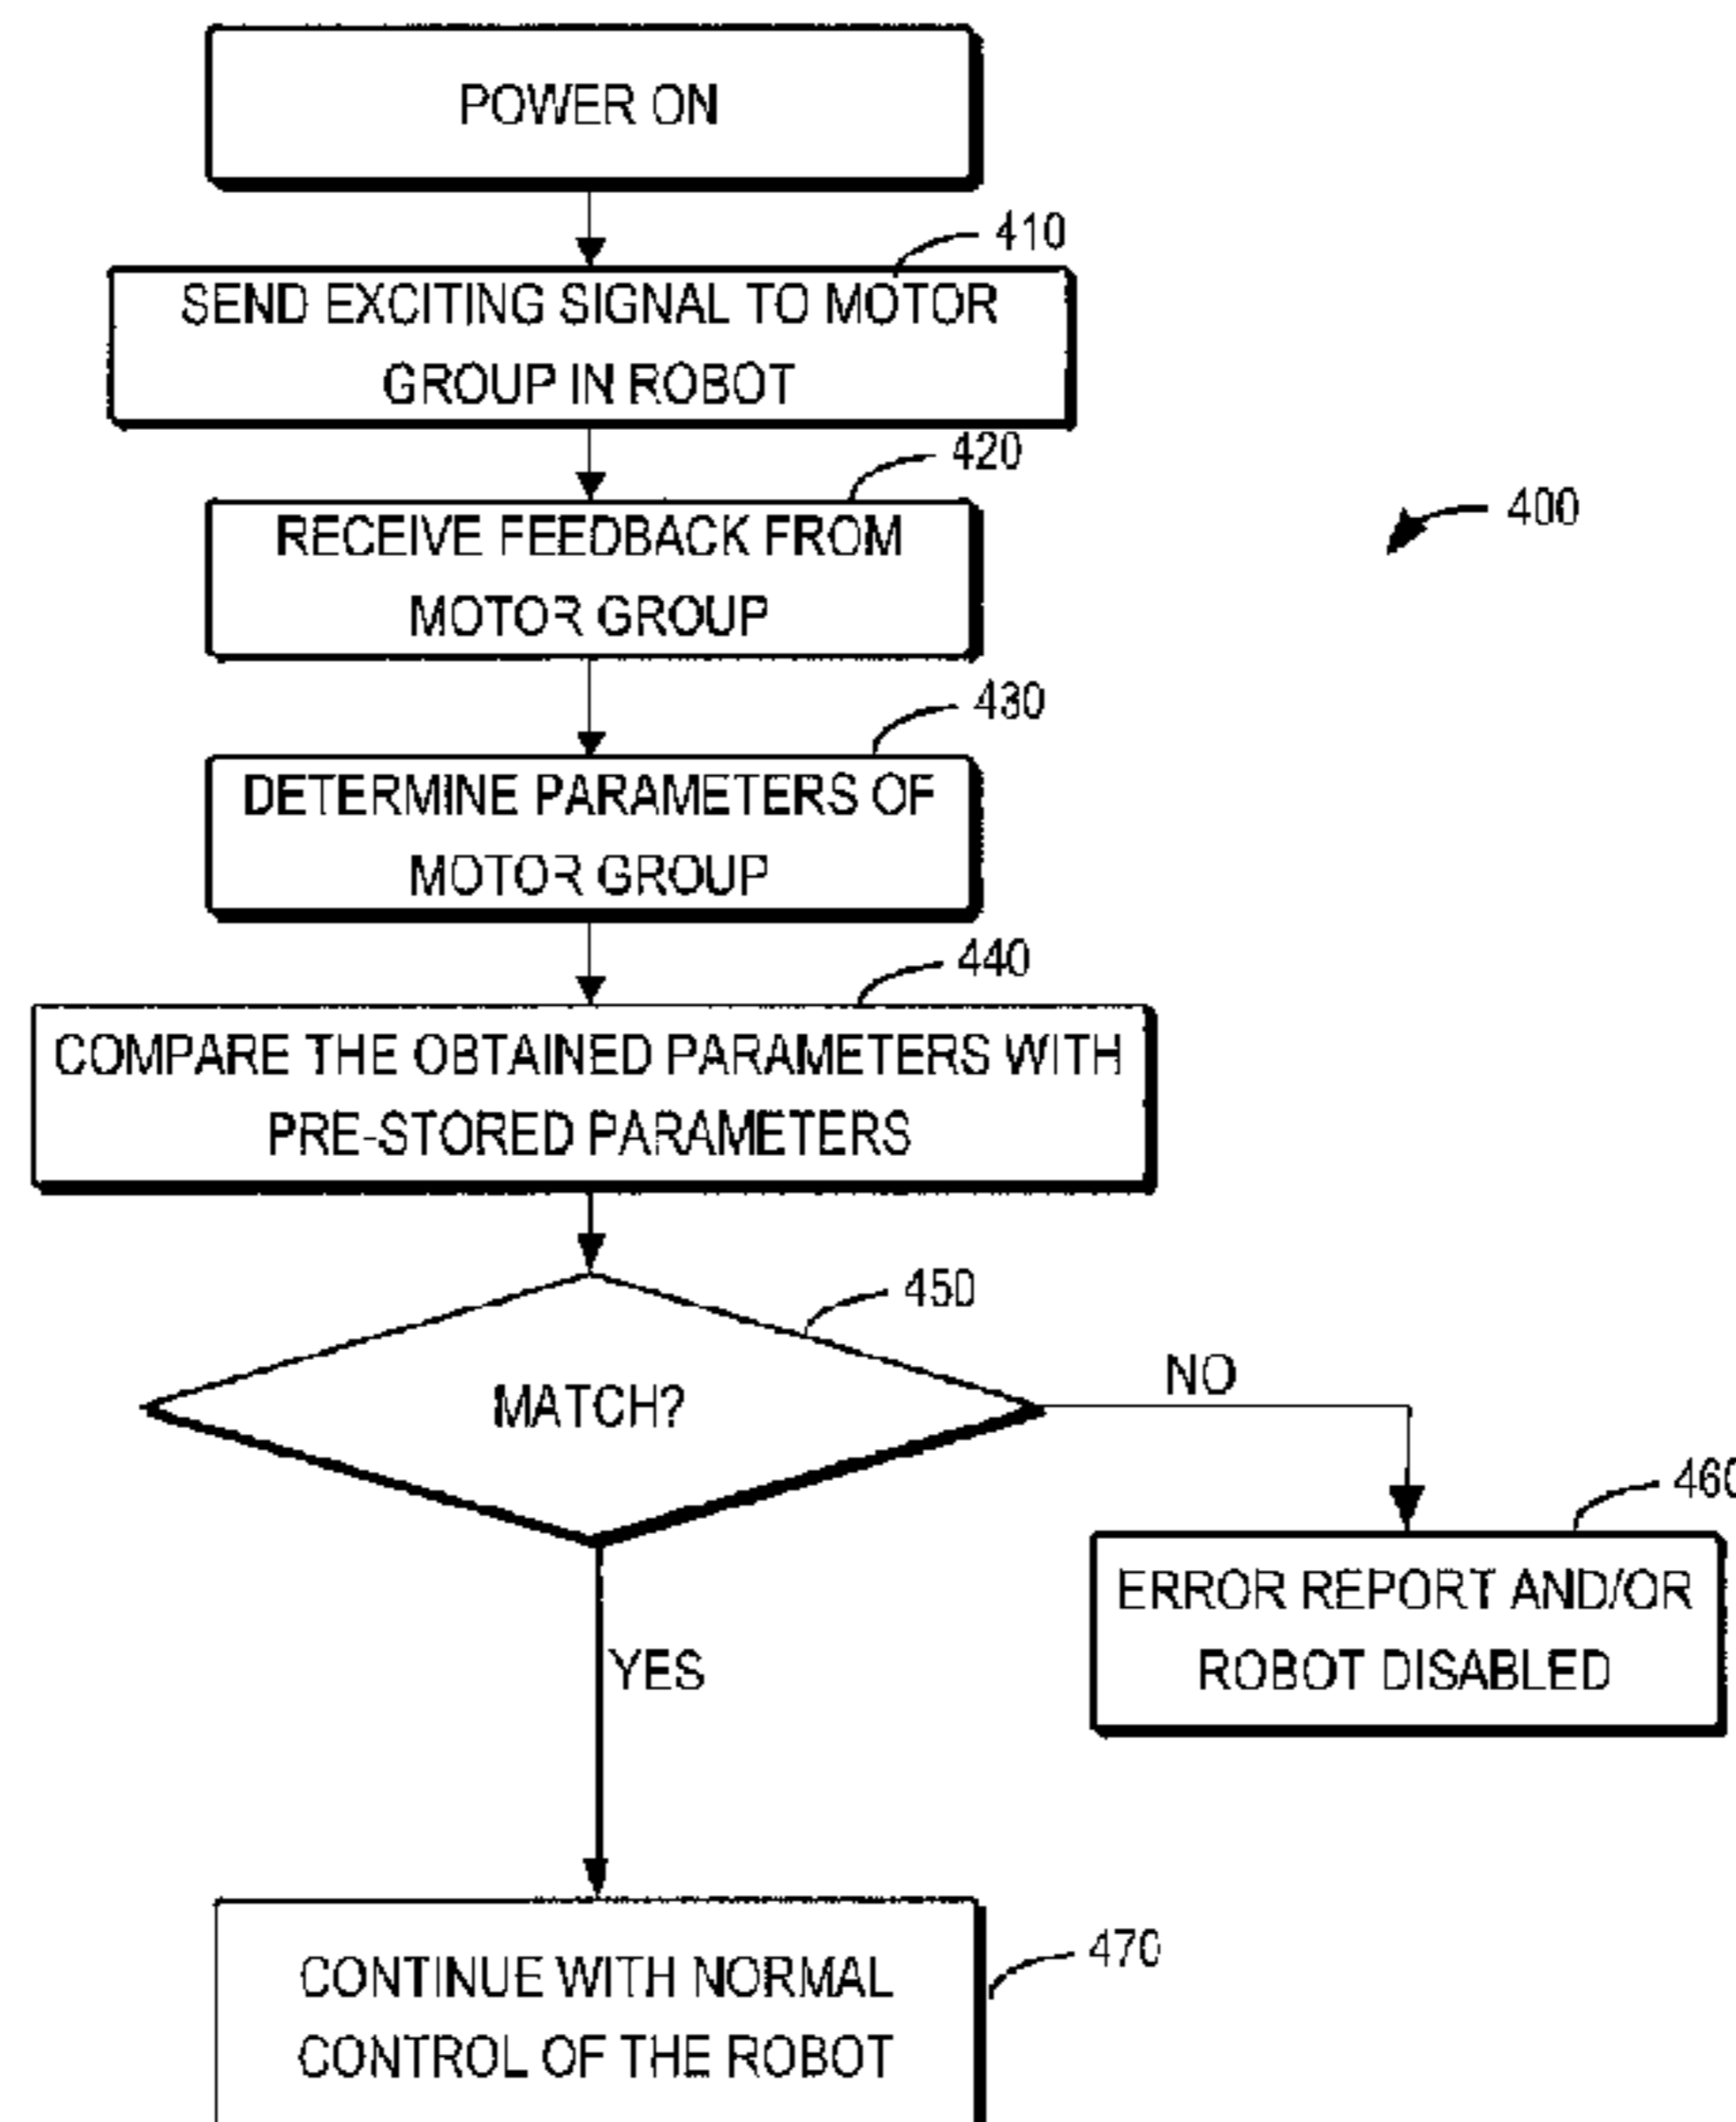 POWER ON
410
SEND EXCITING SIGNAL TO MOTOR
GROUP IN ROBOT
420
RECEIVE FEEDBACK FROM
MOTOR GROUP
400
430
DETERMINE PARAMETERS OF
MOTOR GROUP
440
COMPARE THE OBTAINED PARAMETERS WITH
PRE-STORED PARAMETERS
450
MATCH?
NO
460
ERROR REPORT AND/OR
ROBOT DISABLED
YES
470
CONTINUE WITH NORMAL
CONTROL OF THE ROBOT